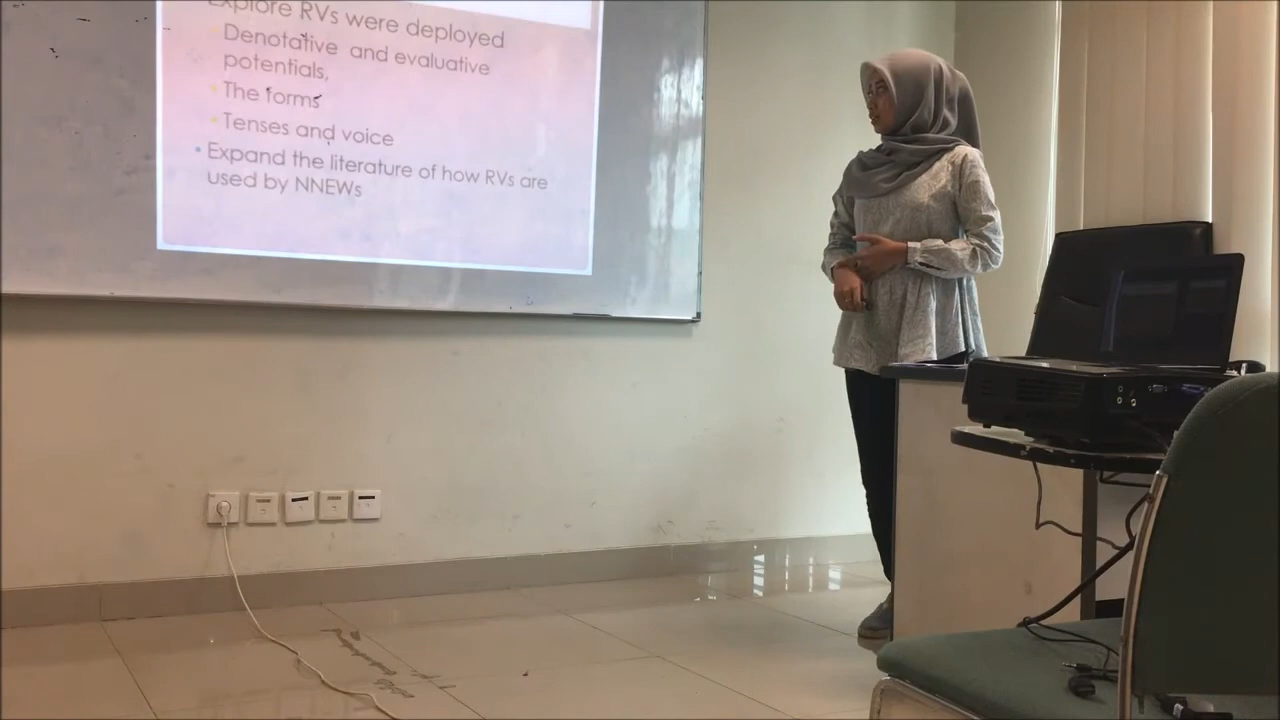 Explore RVs were deployed
Denotative and evaluative
potentials,
The forms
Tenses and voice
Expand the literature of how RVs are
used by NNEWs